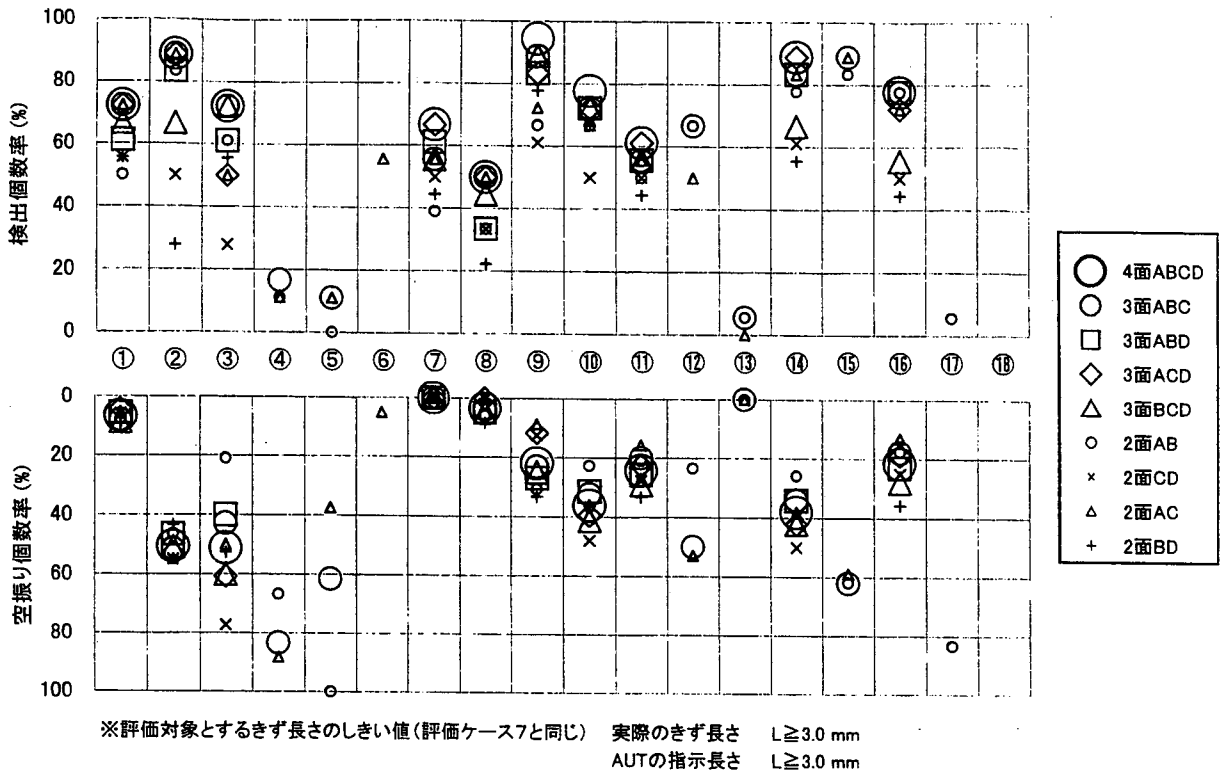 検出個数率 (%)
100
80
60
40
20
0
① ② ③ ④ ⑤ ⑥ ⑦ ⑧ ⑨ ⑩ ⑪ ⑫ ⑬ ⑭ ⑮ ⑯ ⑰ ⑱
空振り個数率 (%)
0
20
40
60
80
100
4面ABCD
3面ABC
3面ABD
3面ACD
3面BCD
2面AB
2面CD
2面AC
2面BD
※評価対象とするきず長さのしきい値(評価ケース7と同じ) 実際のきず長さ L≧3.0 mm
AUTの指示長さ L≧3.0 mm